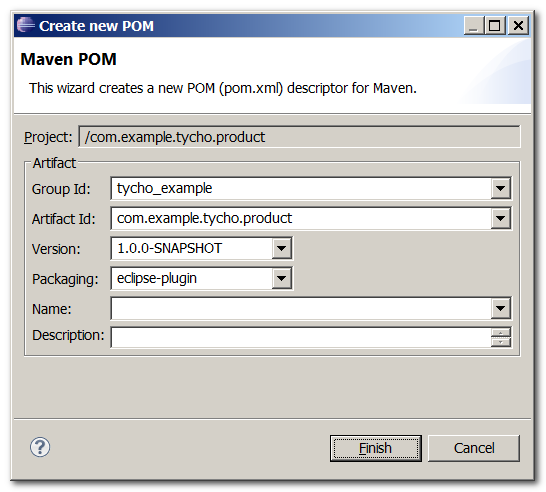 Create new POM
Maven POM
This wizard creates a new POM (pom.xml) descriptor for Maven.
Project: /com.example.tycho.product
Artifact
Group Id: tycho_example
Artifact Id: com.example.tycho.product
Version: 1.0.0-SNAPSHOT
Packaging: eclipse-plugin
Name:
Description:
? Finish Cancel